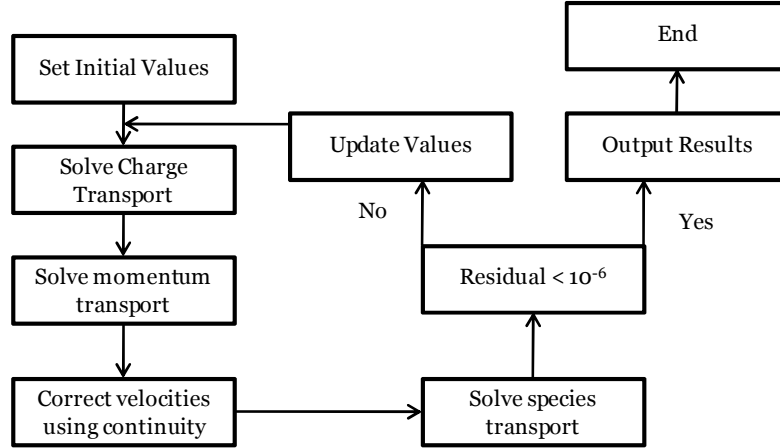 Set Initial Values
Solve Charge
Transport
Solve momentum
transport
Correct velocities
using continuity
Solve species
transport
Residual < 10⁻⁶
No
Yes
Update Values
Output Results
End